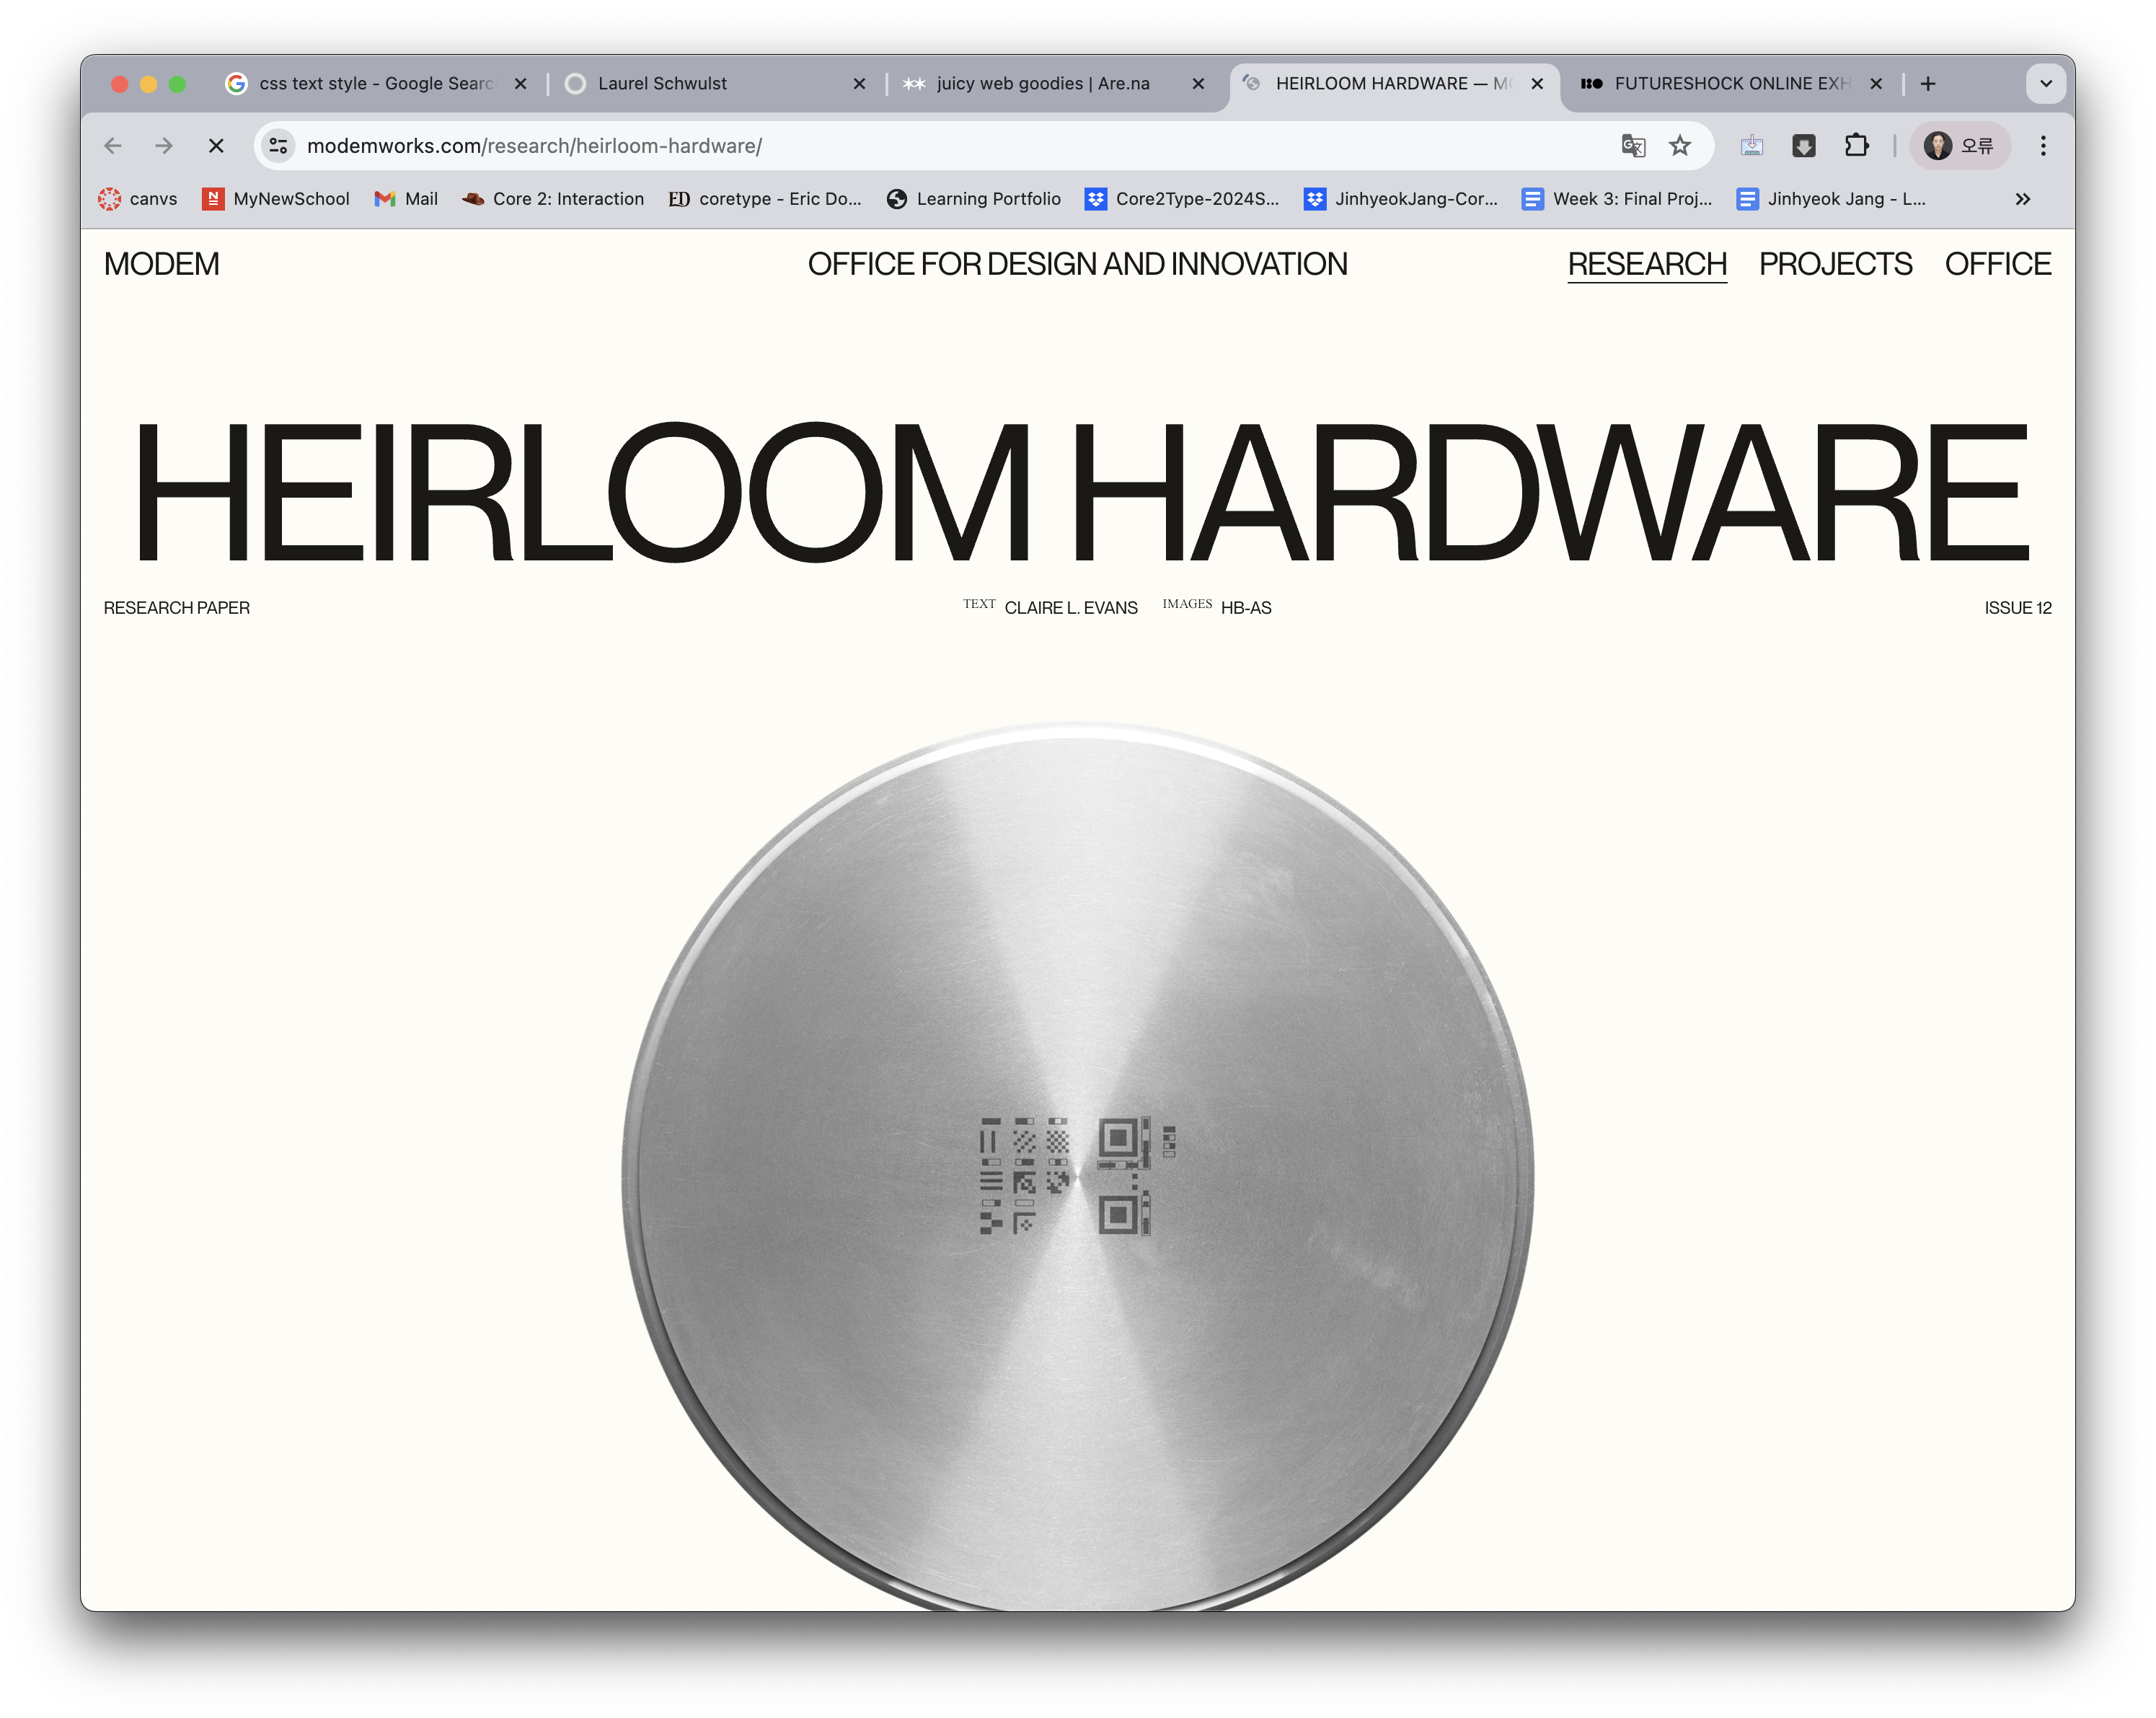 css text style - Google Searc
Laurel Schwulst
juicy web goodies | Are.na
HEIRLOOM HARDWARE — MO
FUTURESHOCK ONLINE EXH
modemworks.com/research/heirloom-hardware/
오류
canvs
MyNewSchool
Mail
Core 2: Interaction
coretype - Eric Do...
Learning Portfolio
Core2Type-2024S...
JinhyeokJang-Cor...
Week 3: Final Proj...
Jinhyeok Jang - L...
MODEM
OFFICE FOR DESIGN AND INNOVATION
RESEARCH
PROJECTS
OFFICE
HEIRLOOM HARDWARE
RESEARCH PAPER
TEXT CLAIRE L. EVANS
IMAGES HB-AS
ISSUE 12